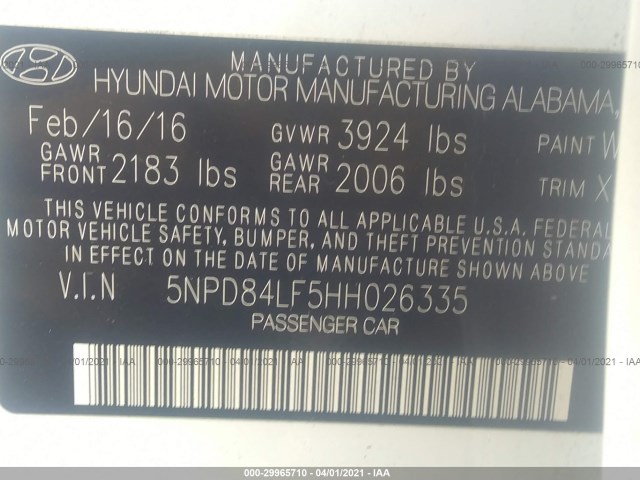 MANUFACTURED BY
HYUNDAI MOTOR MANUFACTURING ALABAMA,
Feb/16/16 GVWR 3924 lbs PAINT W
GAWR FRONT 2183 lbs GAWR REAR 2006 lbs TRIM X
THIS VEHICLE CONFORMS TO ALL APPLICABLE U.S.A. FEDERAL
MOTOR VEHICLE SAFETY, BUMPER, AND THEFT PREVENTION STANDA
IN EFFECT ON THE DATE OF MANUFACTURE SHOWN ABOVE
V.I.N 5NPD84LF5HH026335
PASSENGER CAR
000-29965710 - 04/01/2021 - IAA